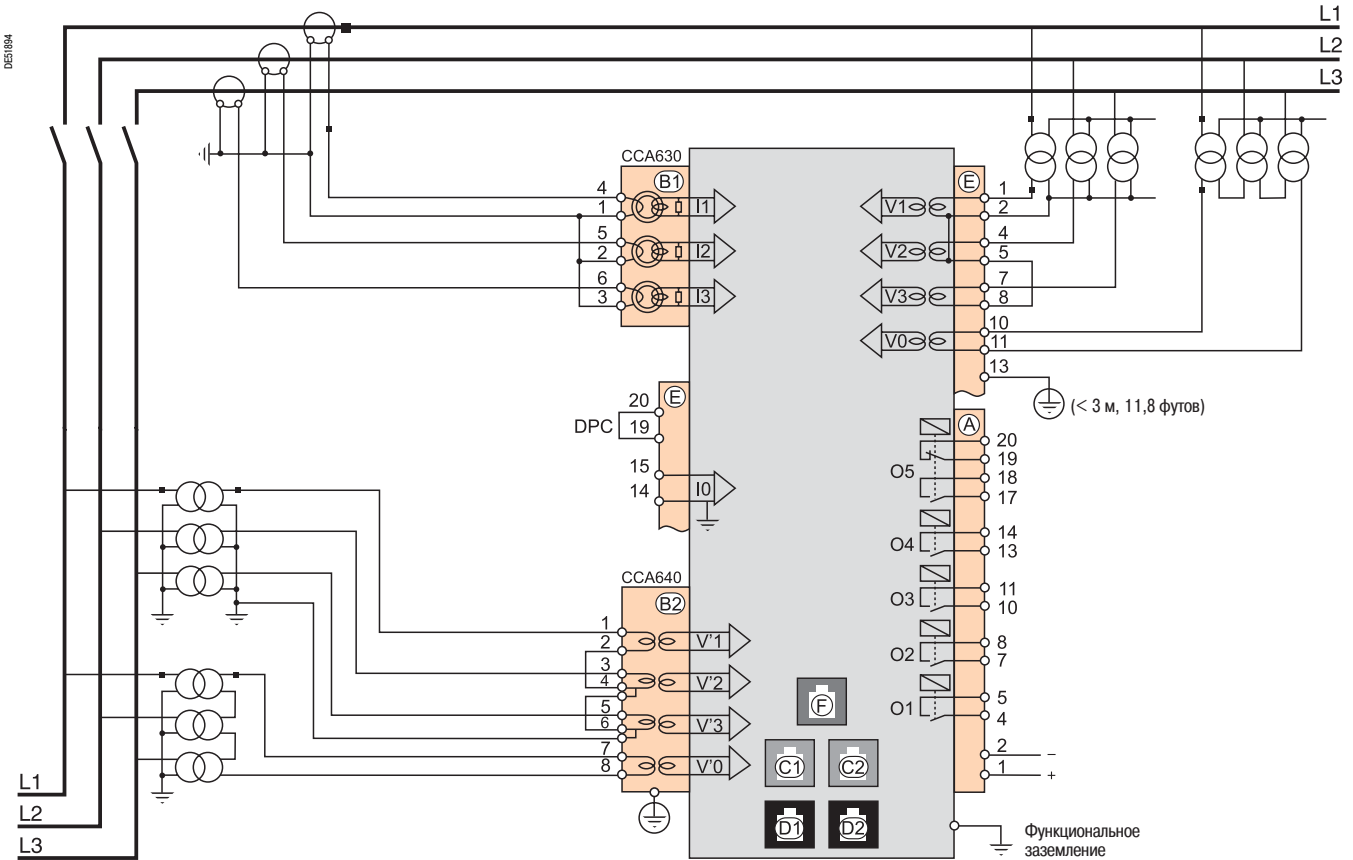 DE51894
L1
L2
L3
CCA630
B1
4
1
5
2
6
3
I1
I2
I3
E
V1
V2
V3
V0
1
2
4
5
7
8
10
11
13
(< 3 м, 11,8 футов)
E
20
DPC
19
15
14
I0
A
O5
20
19
18
17
O4
14
13
O3
11
10
O2
8
7
O1
5
4
2
–
1
+
CCA640
B2
1
2
3
4
5
6
7
8
V'1
V'2
V'3
V'0
F
C1
C2
D1
D2
L1
L2
L3
Функциональное
заземление